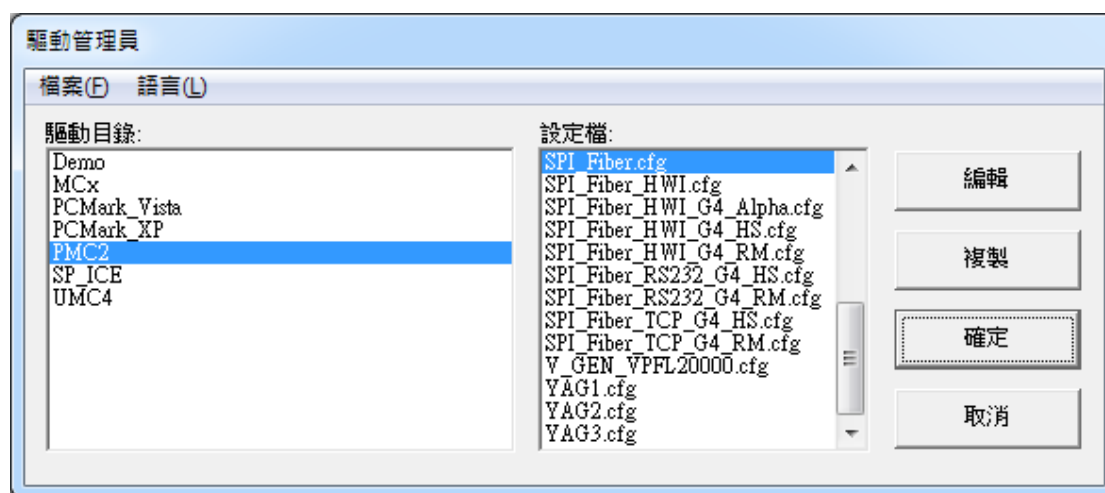 驅動管理員
檔案(F) 語言(L)
驅動目錄:
Demo
MCx
PCMark_Vista
PCMark_XP
PMC2
SP_ICE
UMC4
設定檔:
SPI_Fiber.cfg
SPI_Fiber_HWI.cfg
SPI_Fiber_HWI_G4_Alpha.cfg
SPI_Fiber_HWI_G4_HS.cfg
SPI_Fiber_HWI_G4_RM.cfg
SPI_Fiber_RS232_G4_HS.cfg
SPI_Fiber_RS232_G4_RM.cfg
SPI_Fiber_TCP_G4_HS.cfg
SPI_Fiber_TCP_G4_RM.cfg
V_GEN_VPFL20000.cfg
YAG1.cfg
YAG2.cfg
YAG3.cfg
編輯
複製
確定
取消